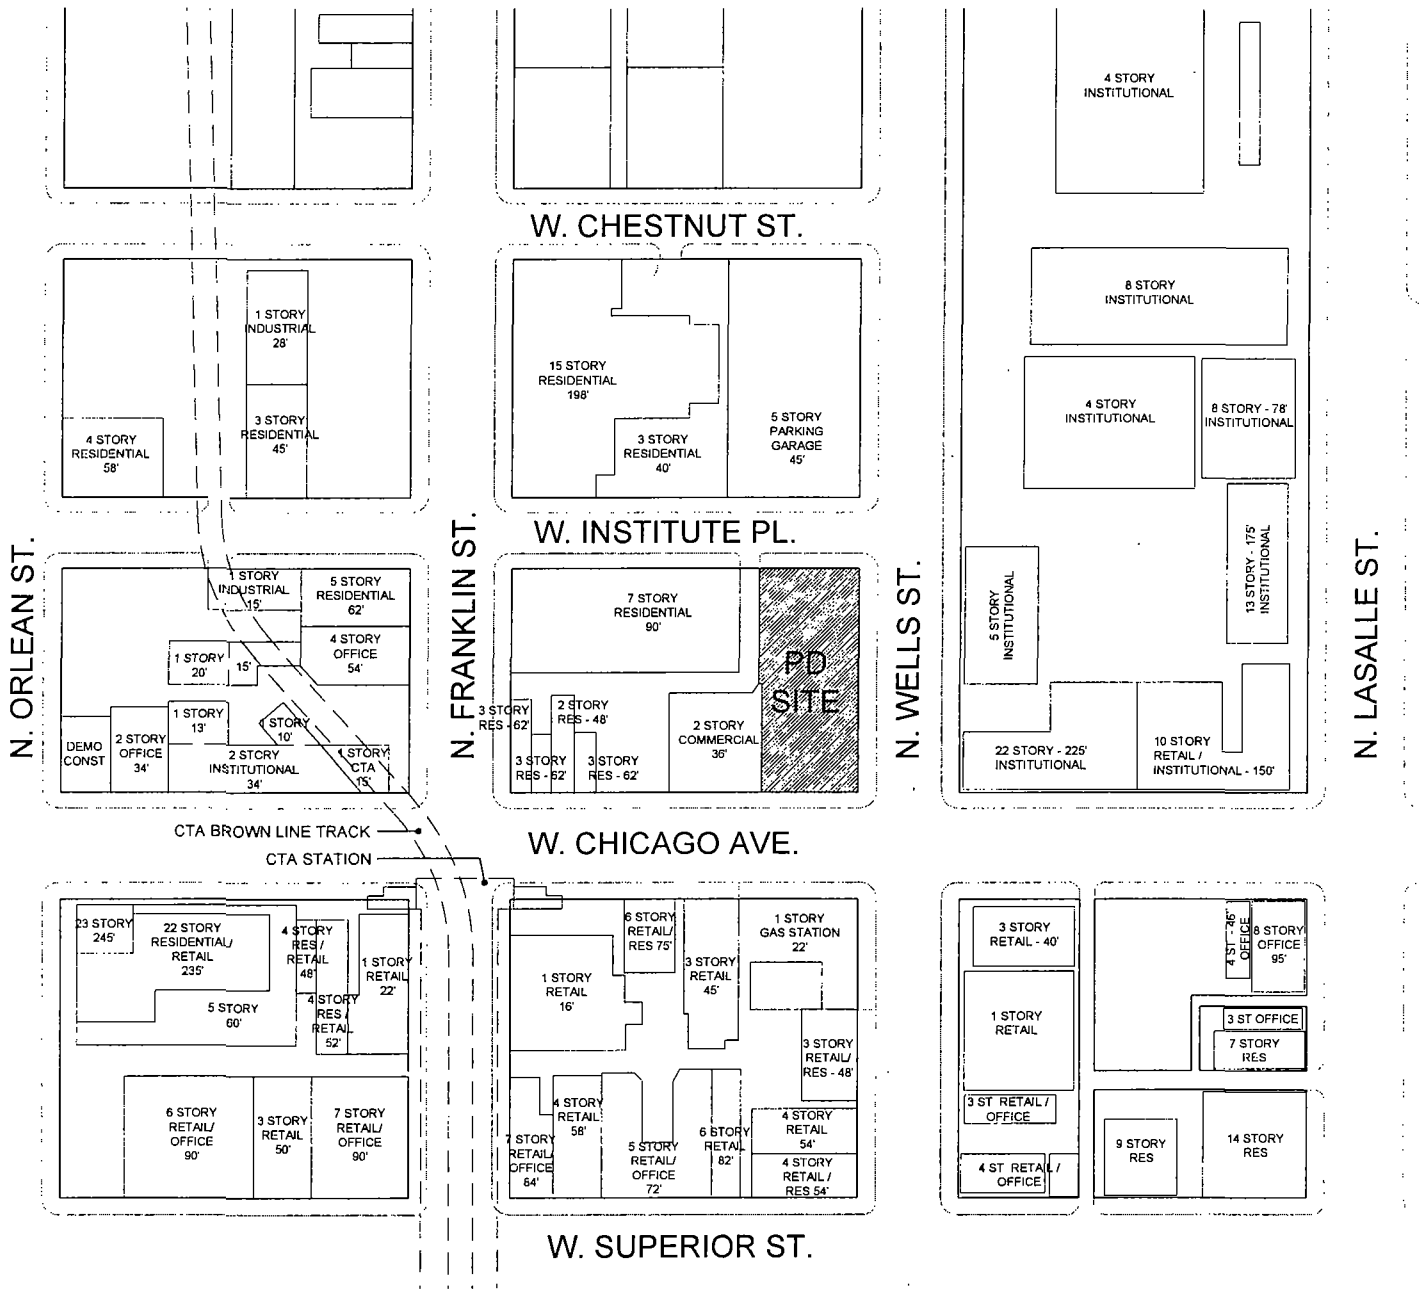 4 STORY
INSTITUTIONAL
W. CHESTNUT ST.
8 STORY
INSTITUTIONAL
1 STORY
INDUSTRIAL
28'
15 STORY
RESIDENTIAL
198'
4 STORY
INSTITUTIONAL
8 STORY - 78'
INSTITUTIONAL
4 STORY
RESIDENTIAL
58'
3 STORY
RESIDENTIAL
45'
3 STORY
RESIDENTIAL
40'
5 STORY
PARKING
GARAGE
45'
W. INSTITUTE PL.
N. ORLEAN ST.
N. FRANKLIN ST.
N. WELLS ST.
N. LASALLE ST.
13 STORY - 175'
INSTITUTIONAL
5 STORY
INSTITUTIONAL
1 STORY
INDUSTRIAL
15'
5 STORY
RESIDENTIAL
62'
7 STORY
RESIDENTIAL
90'
1 STORY
20'
15'
4 STORY
OFFICE
54'
PD
SITE
DEMO
CONST
2 STORY
OFFICE
34'
1 STORY
13'
1 STORY
10'
2 STORY
INSTITUTIONAL
34'
1 STORY
CTA
15'
3 STORY
RES - 62'
2 STORY
RES - 48'
3 STORY
RES - 62'
3 STORY
RES - 62'
2 STORY
COMMERCIAL
36'
22 STORY - 225'
INSTITUTIONAL
10 STORY
RETAIL /
INSTITUTIONAL - 150'
CTA BROWN LINE TRACK
W. CHICAGO AVE.
CTA STATION
23 STORY
245'
22 STORY
RESIDENTIAL/
RETAIL
235'
4 STORY
RES /
RETAIL
48'
1 STORY
RETAIL
22'
5 STORY
60'
4 STORY
RES /
RETAIL
52'
1 STORY
RETAIL
16'
6 STORY
RETAIL/
RES 75'
3 STORY
RETAIL
45'
1 STORY
GAS STATION
22'
3 STORY
RETAIL/
RES - 48'
3 STORY
RETAIL - 40'
4 ST - 46'
OFFICE
8 STORY
OFFICE
95'
1 STORY
RETAIL
3 ST OFFICE
7 STORY
RES
6 STORY
RETAIL/
OFFICE
90'
3 STORY
RETAIL
50'
7 STORY
RETAIL/
OFFICE
90'
7 STORY
RETAIL/
OFFICE
84'
4 STORY
RETAIL
58'
5 STORY
RETAIL/
OFFICE
72'
6 STORY
RETAIL
82'
4 STORY
RETAIL
54'
4 STORY
RETAIL /
RES 54'
3 ST RETAIL /
OFFICE
4 ST RETAIL /
OFFICE
9 STORY
RES
14 STORY
RES
W. SUPERIOR ST.